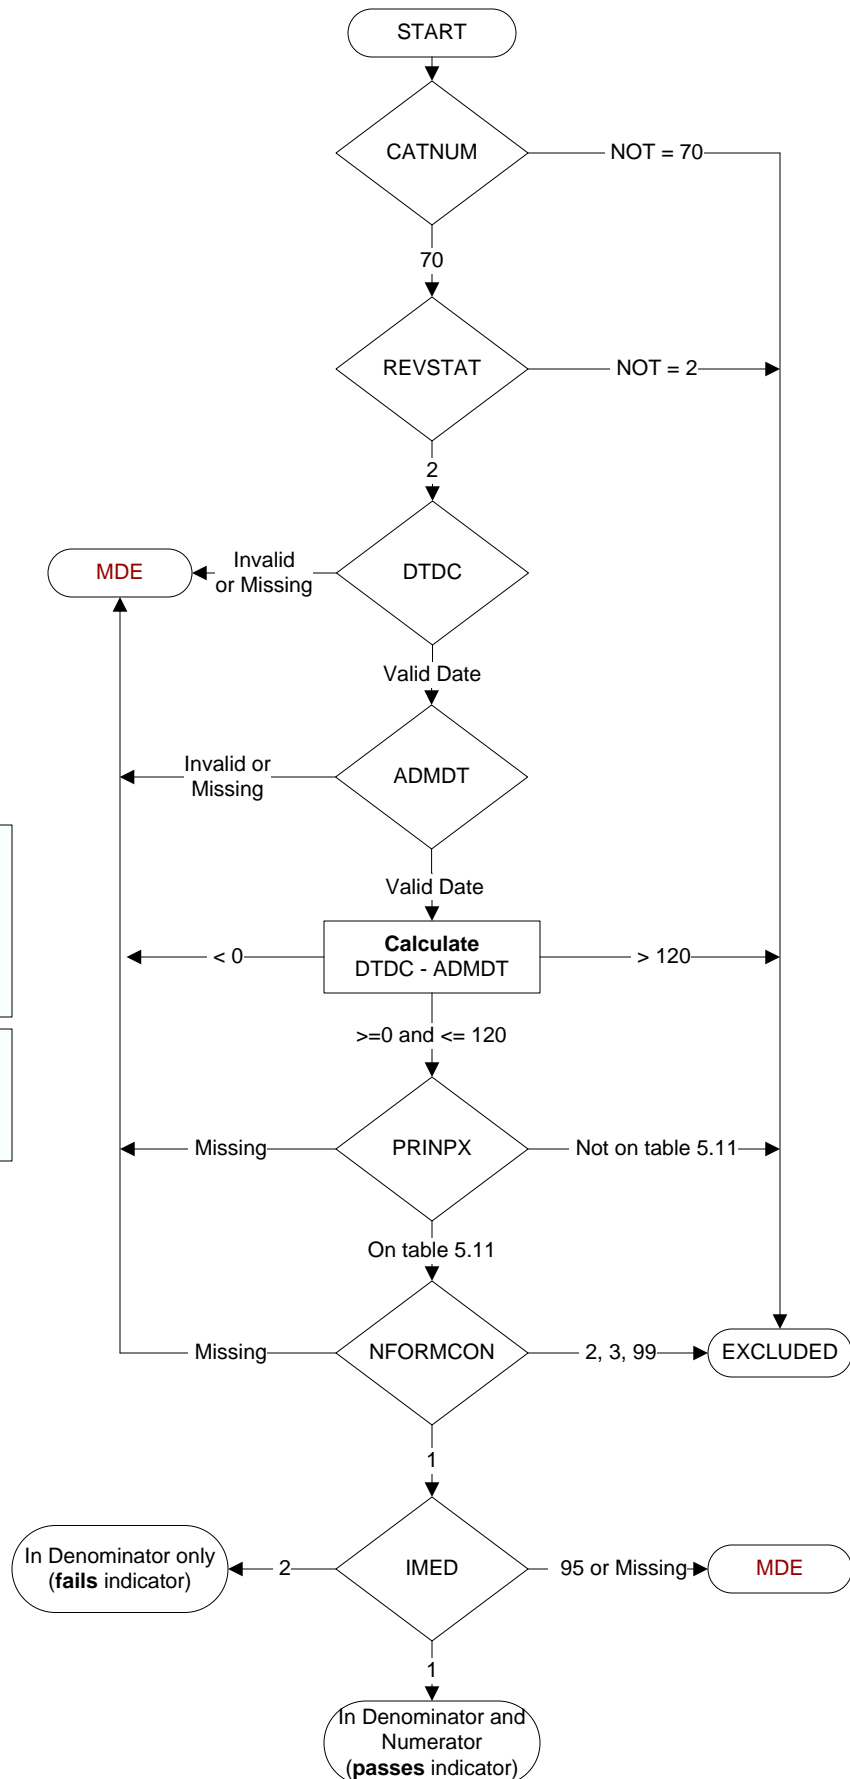 START
CATNUM
NOT = 70
70
REVSTAT
NOT = 2
2
MDE
Invalid
or Missing
DTDC
Valid Date
Invalid or
Missing
ADMDT
Valid Date
< 0
Calculate
DTDC - ADMDT
> 120
>=0 and <= 120
Missing
PRINPX
Not on table 5.11
On table 5.11
Missing
NFORMCON
2, 3, 99
EXCLUDED
1
In Denominator only
(fails indicator)
2
IMED
95 or Missing
MDE
1
In Denominator and
Numerator
(passes indicator)